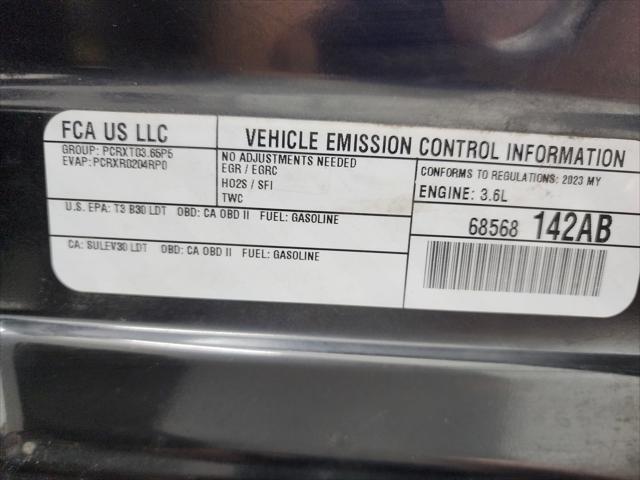 FCA US LLC
GROUP: PCRXT03.65P5
EVAP: PCRXR0204RP0
VEHICLE EMISSION CONTROL INFORMATION
NO ADJUSTMENTS NEEDED
EGR / EGRC
HO2S / SFI
TWC
CONFORMS TO REGULATIONS: 2023 MY
ENGINE: 3.6L
U.S. EPA: T3 B30 LDT OBD: CA OBD II FUEL: GASOLINE
CA: SULEV30 LDT OBD: CA OBD II FUEL: GASOLINE
68568 142AB